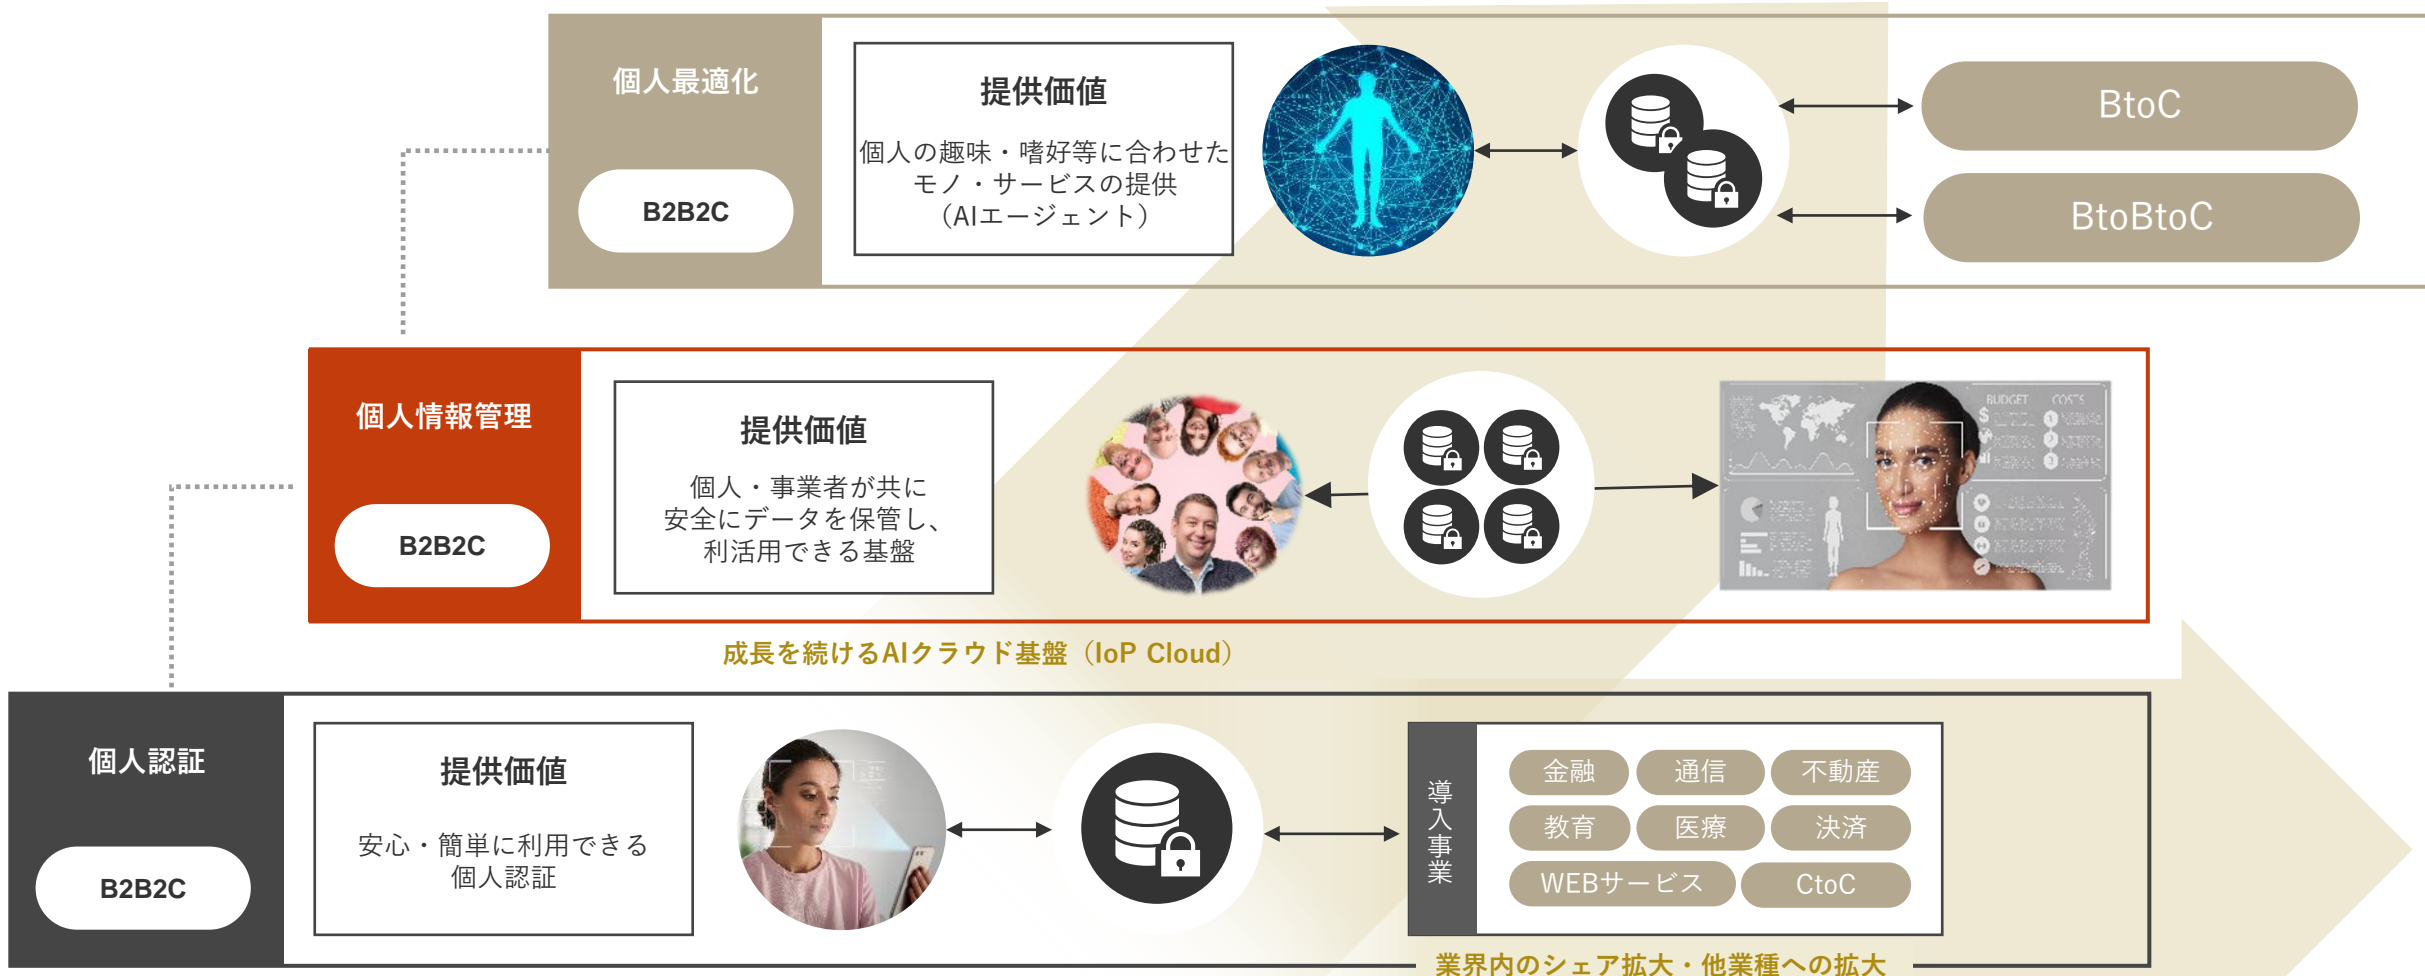 個人最適化
B2B2C
提供価値
個人の趣味・嗜好等に合わせた
モノ・サービスの提供
（AIエージェント）
BtoC
BtoBtoC
個人情報管理
B2B2C
提供価値
個人・事業者が共に
安全にデータを保管し、
利活用できる基盤
BUDGET
COSTS
成長を続けるAIクラウド基盤（IoP Cloud）
個人認証
B2B2C
提供価値
安心・簡単に利用できる
個人認証
導入事業
金融
通信
不動産
教育
医療
決済
WEBサービス
CtoC
業界内のシェア拡大・他業種への拡大